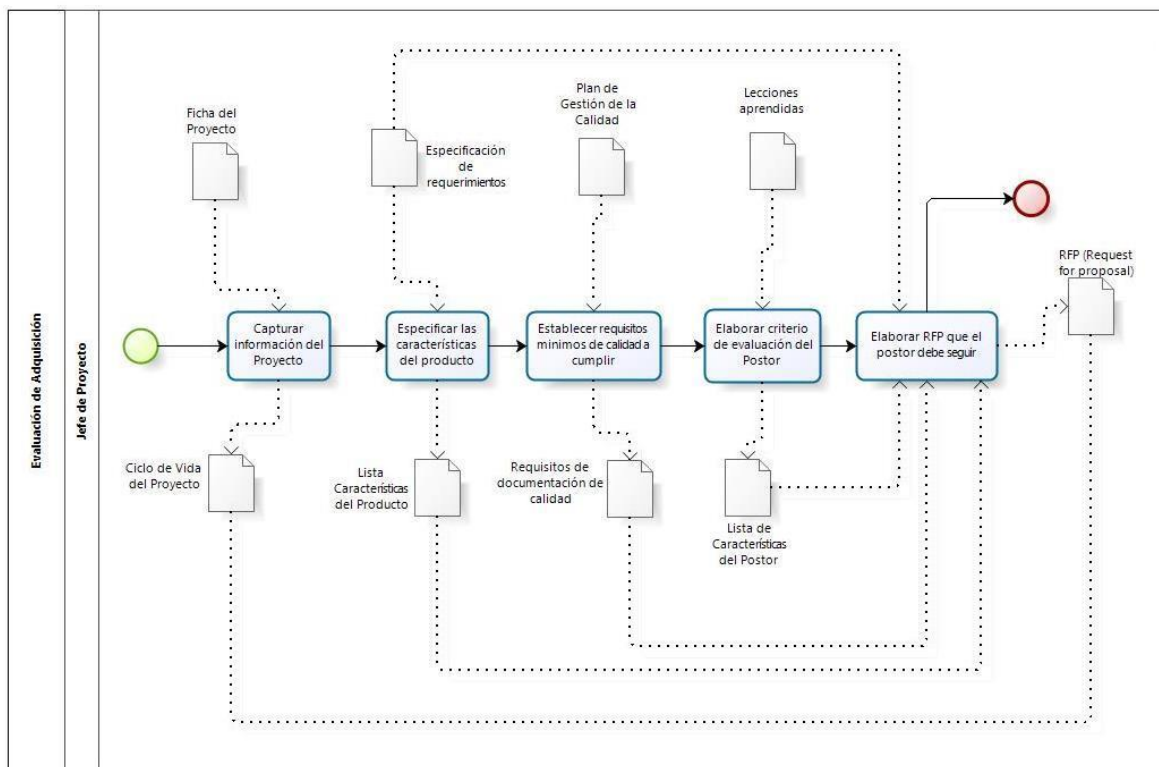 Evaluación de Adquisición
Jefe de Proyecto
Ficha del
Proyecto
Especificación
de
requerimientos
Plan de
Gestión de la
Calidad
Lecciones
aprendidas
RFP (Request
for proposal)
Capturar
información del
Proyecto
Especificar las
características
del producto
Establecer requisitos
minimos de calidad a
cumplir
Elaborar criterio
de evaluación del
Postor
Elaborar RFP que el
postor debe seguir
Ciclo de Vida
del Proyecto
Lista
Características
del Producto
Requisitos de
documentación de
calidad
Lista de
Características
del Postor